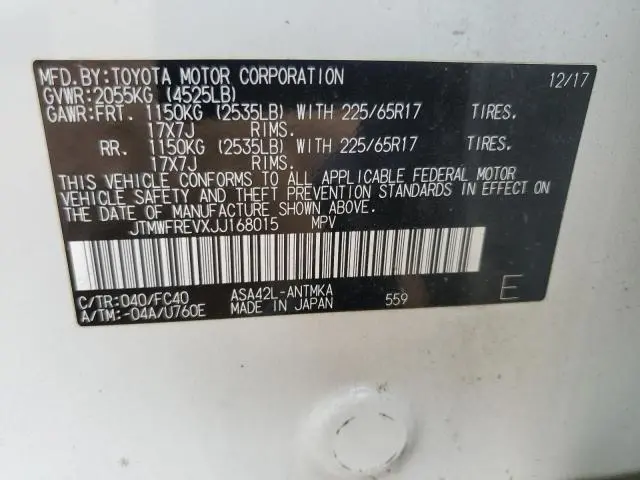 MFD.BY:TOYOTA MOTOR CORPORATION 12/17
GVWR:2055KG (4525LB)
GAWR:FRT. 1150KG (2535LB) WITH 225/65R17 TIRES.
17X7J RIMS.
RR. 1150KG (2535LB) WITH 225/65R17 TIRES.
17X7J RIMS.
THIS VEHICLE CONFORMS TO ALL APPLICABLE FEDERAL MOTOR
VEHICLE SAFETY AND THEFT PREVENTION STANDARDS IN EFFECT ON
THE DATE OF MANUFACTURE SHOWN ABOVE.
JTMWFREVXJJ168015 MPV
C/TR:040/FC40 ASA42L-ANTMKA
A/TM:-04A/U760E MADE IN JAPAN 559 E